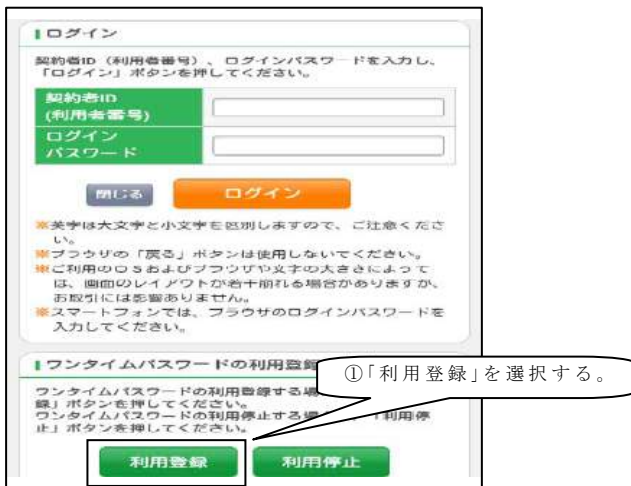 ログイン
契約者ID（利用者番号）、ログインパスワードを入力し、
「ログイン」ボタンを押してください。
契約者ID
(利用者番号)
ログイン
パスワード
閉じる
ログイン
※英字は大文字と小文字を区別しますので、ご注意くださ
い。
※ブラウザの「戻る」ボタンは使用しないでください。
※ご利用のＯＳおよびブラウザや文字の大きさによって
は、画面のレイアウトが若干崩れる場合がありますが、
お取引には影響ありません。
※スマートフォンでは、ブラウザのログインパスワードを
入力してください。
ワンタイムパスワードの利用登録
①「利用登録」を選択する。
ワンタイムパスワードの利用登録する場
録」ボタンを押してください。
ワンタイムパスワードの利用停止する場
「利用停
止」ボタンを押してください。
利用登録
利用停止